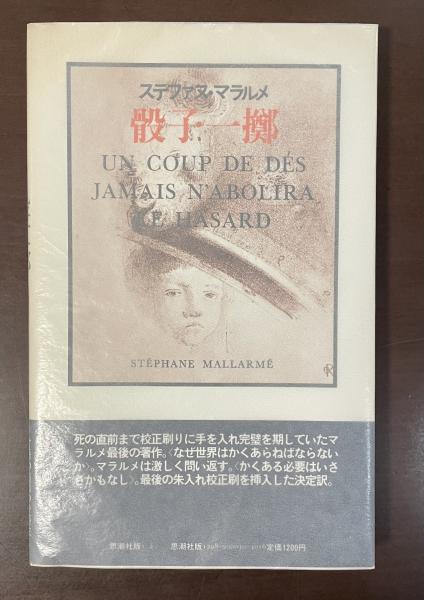 ステファヌ・マラルメ
骰子一擲
UN COUP DE DÉS
JAMAIS N'ABOLIRA
LE HASARD
STÉPHANE MALLARMÉ
死の直前まで校正刷りに手を入れ完璧を期していたマ
ラルメ最後の著作。〈なぜ世界はかくあらねばならない
か〉。マラルメは激しく問い返す。〈かくある必要はいさ
さかもなし〉。最後の朱入れ校正刷を挿入した決定訳。
思潮社版
思潮社版 定価1200円